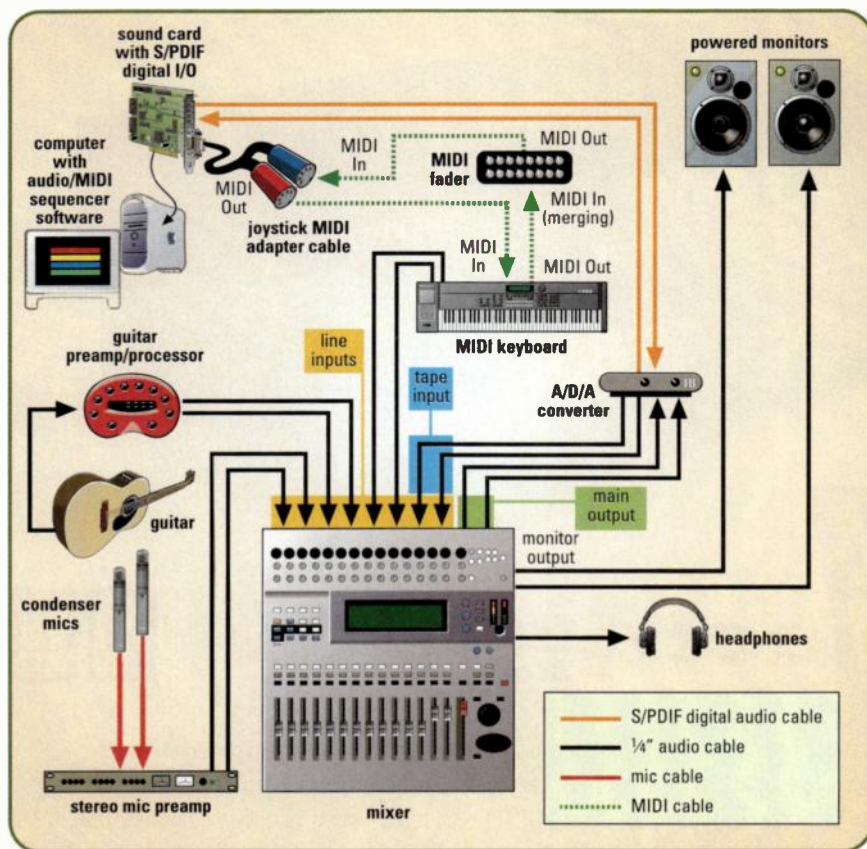 sound card
with S/PDIF
digital I/O
powered monitors
computer
with
audio/MIDI
sequencer
software
MIDI
In
MIDI Out
MIDI
fader
MIDI
Out
MIDI In
(merging)
joystick MIDI
adapter cable
MIDI
In
MIDI Out
MIDI keyboard
guitar
preamp/processor
line
inputs
tape
input
A/D/A
converter
guitar
main
output
monitor
output
condenser
mics
headphones
stereo mic preamp
mixer
S/PDIF digital audio cable
¼" audio cable
mic cable
MIDI cable